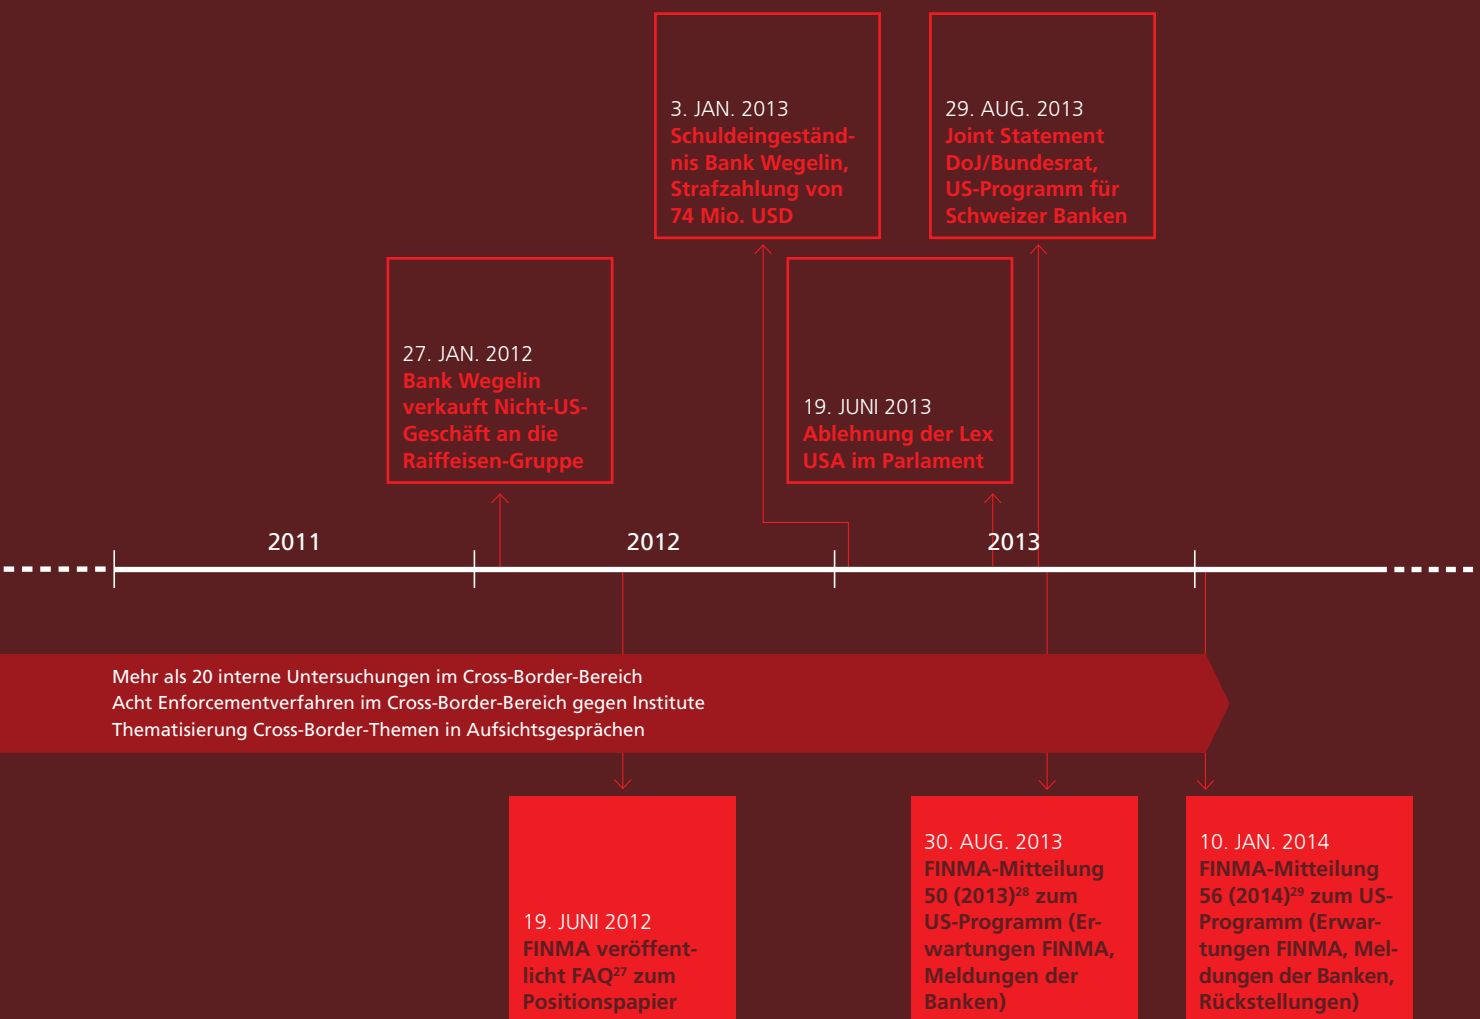 3. JAN. 2013
Schuldeingeständ-
nis Bank Wegelin,
Strafzahlung von
74 Mio. USD
29. AUG. 2013
Joint Statement
DoJ/Bundesrat,
US-Programm für
Schweizer Banken
27. JAN. 2012
Bank Wegelin
verkauft Nicht-US-
Geschäft an die
Raiffeisen-Gruppe
19. JUNI 2013
Ablehnung der Lex
USA im Parlament
2011
2012
2013
Mehr als 20 interne Untersuchungen im Cross-Border-Bereich
Acht Enforcementverfahren im Cross-Border-Bereich gegen Institute
Thematisierung Cross-Border-Themen in Aufsichtsgesprächen
19. JUNI 2012
FINMA veröffent-
licht FAQ²⁷ zum
Positionspapier
30. AUG. 2013
FINMA-Mitteilung
50 (2013)²⁸ zum
US-Programm (Er-
wartungen FINMA,
Meldungen der
Banken)
10. JAN. 2014
FINMA-Mitteilung
56 (2014)²⁹ zum US-
Programm (Erwar-
tungen FINMA, Mel-
dungen der Banken,
Rückstellungen)